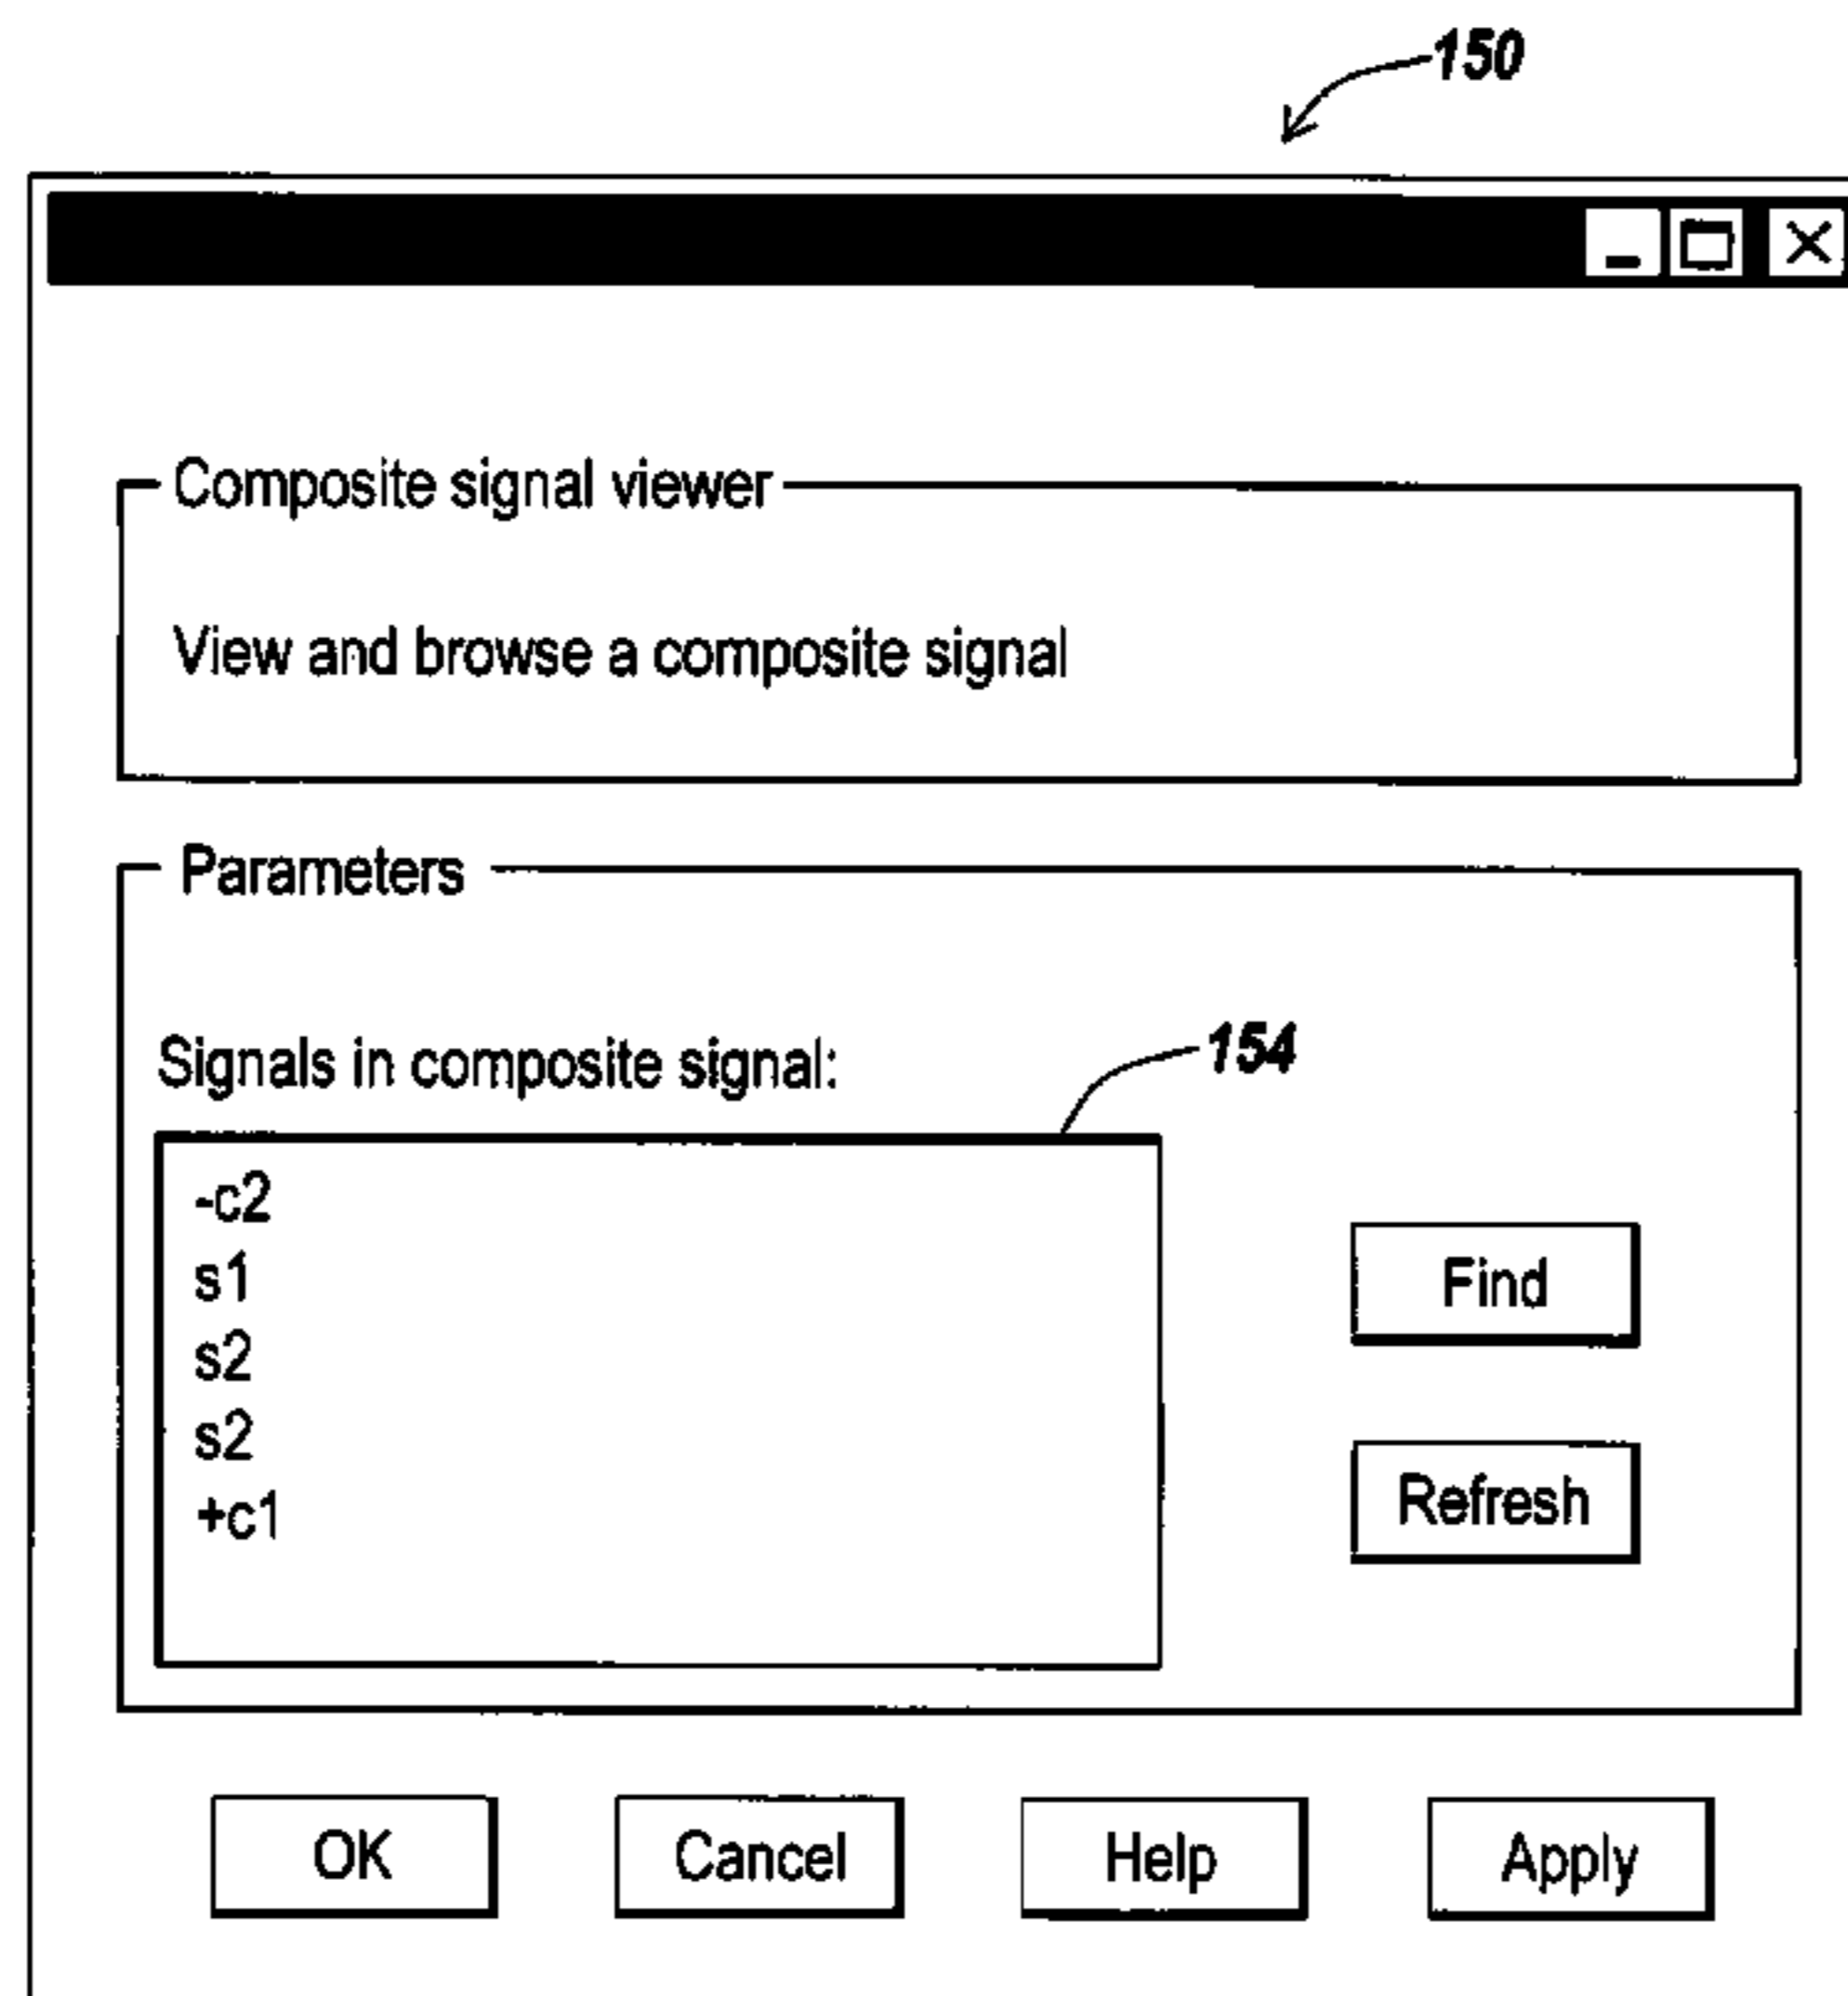 150
Composite signal viewer
View and browse a composite signal
Parameters
Signals in composite signal:
154
-c2
s1
s2
s2
+c1
Find
Refresh
OK
Cancel
Help
Apply